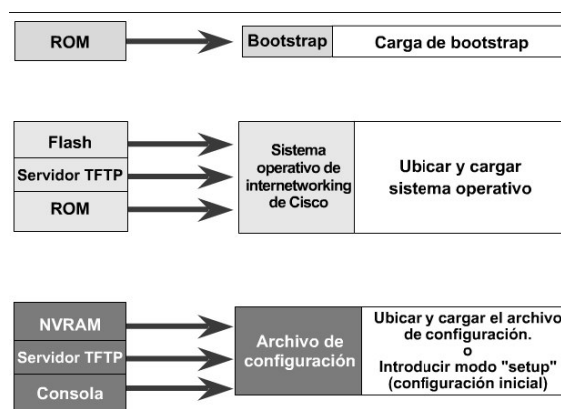 ROM
Bootstrap
Carga de bootstrap
Flash
Servidor TFTP
ROM
Sistema
operativo de
internetworking
de Cisco
Ubicar y cargar
sistema operativo
NVRAM
Servidor TFTP
Consola
Archivo de
configuración
Ubicar y cargar el archivo
de configuración.
o
Introducir modo "setup"
(configuración inicial)